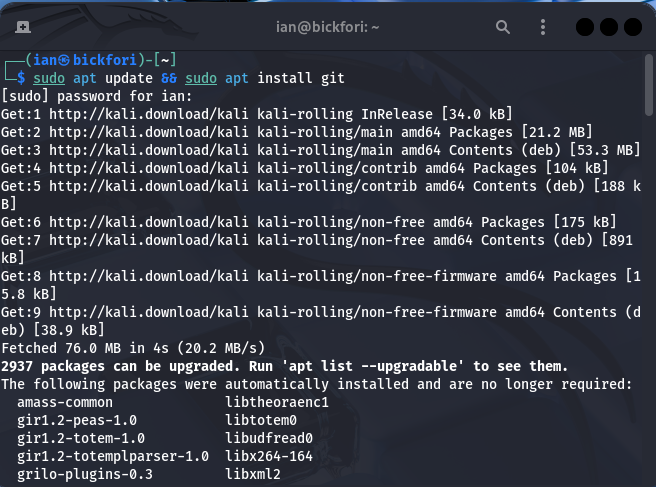 ian@bickfori: ~
┌──(ian㉿bickfori)-[~]
└─$ sudo apt update && sudo apt install git
[sudo] password for ian:
Get:1 http://kali.download/kali kali-rolling InRelease [34.0 kB]
Get:2 http://kali.download/kali kali-rolling/main amd64 Packages [21.2 MB]
Get:3 http://kali.download/kali kali-rolling/main amd64 Contents (deb) [53.3 MB]
Get:4 http://kali.download/kali kali-rolling/contrib amd64 Packages [104 kB]
Get:5 http://kali.download/kali kali-rolling/contrib amd64 Contents (deb) [188 k
B]
Get:6 http://kali.download/kali kali-rolling/non-free amd64 Packages [175 kB]
Get:7 http://kali.download/kali kali-rolling/non-free amd64 Contents (deb) [891
kB]
Get:8 http://kali.download/kali kali-rolling/non-free-firmware amd64 Packages [1
5.8 kB]
Get:9 http://kali.download/kali kali-rolling/non-free-firmware amd64 Contents (d
eb) [38.9 kB]
Fetched 76.0 MB in 4s (20.2 MB/s)
2937 packages can be upgraded. Run 'apt list --upgradable' to see them.
The following packages were automatically installed and are no longer required:
  amass-common              libtheoraenc1
  gir1.2-peas-1.0           libtotem0
  gir1.2-totem-1.0          libudfread0
  gir1.2-totemplparser-1.0  libx264-164
  grilo-plugins-0.3         libxml2